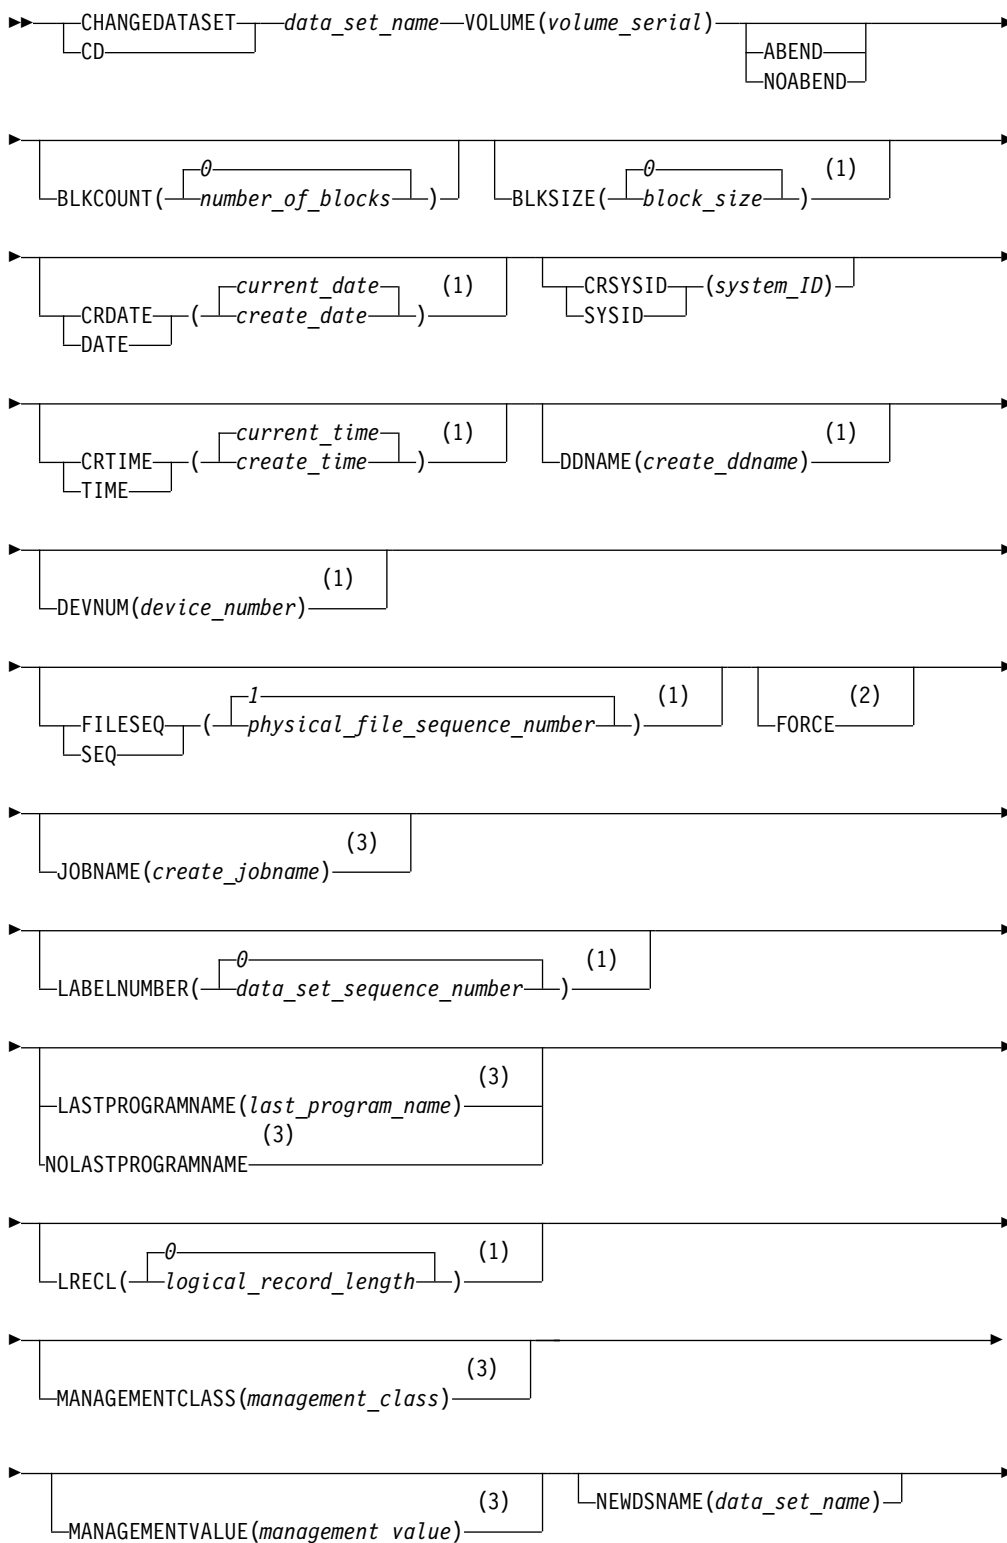 CHANGEDATASET data_set_name VOLUME(volume_serial)
CD ABEND
NOABEND
0 0 (1)
BLKCOUNT( number_of_blocks ) BLKSIZE( block_size )
current_date (1) CRSYSID (system_ID)
CRDATE ( create_date ) SYSID
DATE
current_time (1) (1)
CRTIME ( create_time ) DDNAME(create_ddname)
TIME
(1)
DEVNUM(device_number)
1 (1) (2)
FILESEQ ( physical_file_sequence_number ) FORCE
SEQ
(3)
JOBNAME(create_jobname)
0 (1)
LABELNUMBER( data_set_sequence_number )
(3)
LASTPROGRAMNAME(last_program_name)
(3)
NOLASTPROGRAMNAME
0 (1)
LRECL( logical_record_length )
(3)
MANAGEMENTCLASS(management_class)
(3) NEWDSNAME(data_set_name)
MANAGEMENTVALUE(management value)